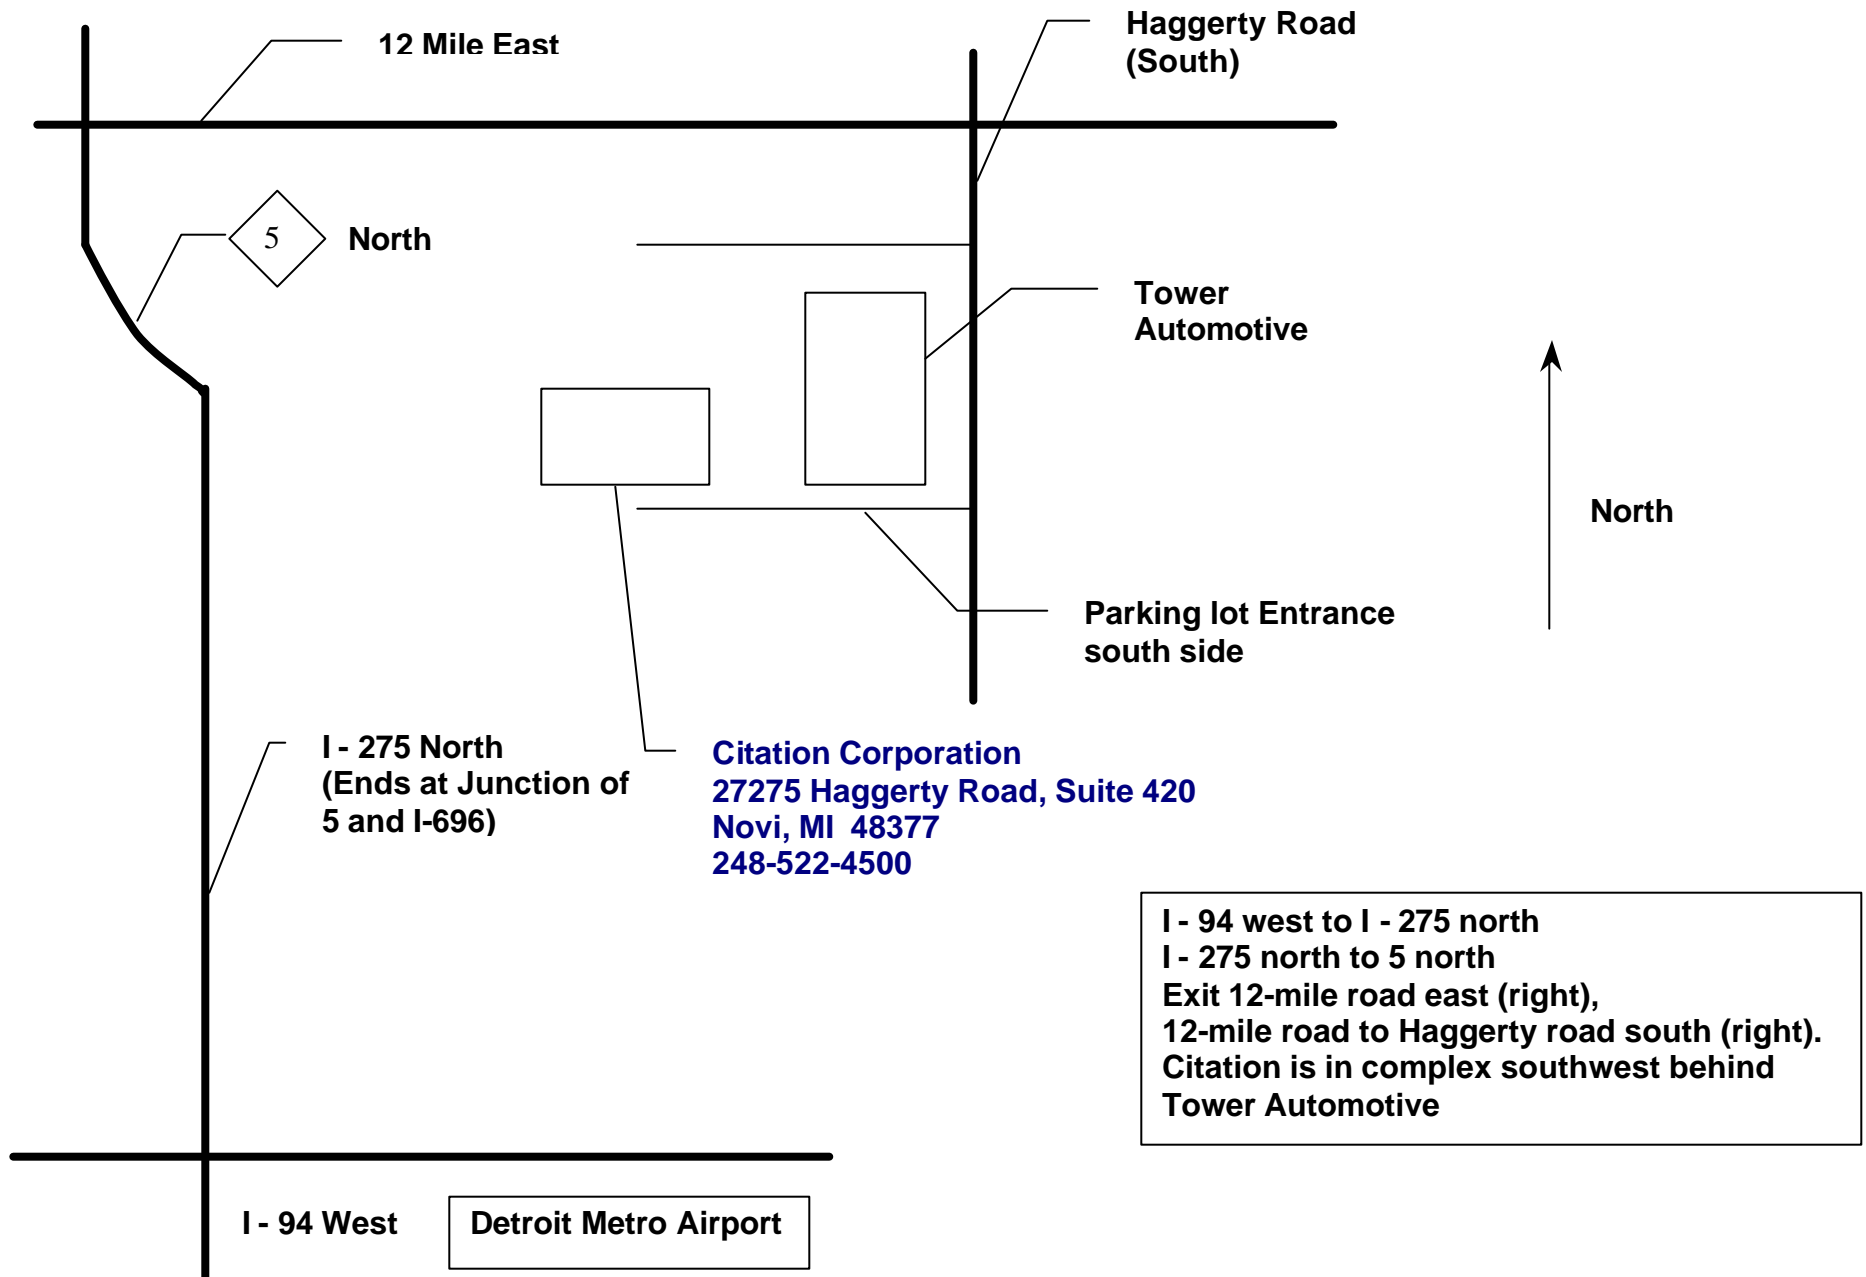 12 Mile East
Haggerty Road
(South)
5
North
Tower
Automotive
North
Parking lot Entrance
south side
I - 275 North
(Ends at Junction of
5 and I-696)
Citation Corporation
27275 Haggerty Road, Suite 420
Novi, MI  48377
248-522-4500
I - 94 west to I - 275 north
I - 275 north to 5 north
Exit 12-mile road east (right),
12-mile road to Haggerty road south (right).
Citation is in complex southwest behind
Tower Automotive
I - 94 West
Detroit Metro Airport